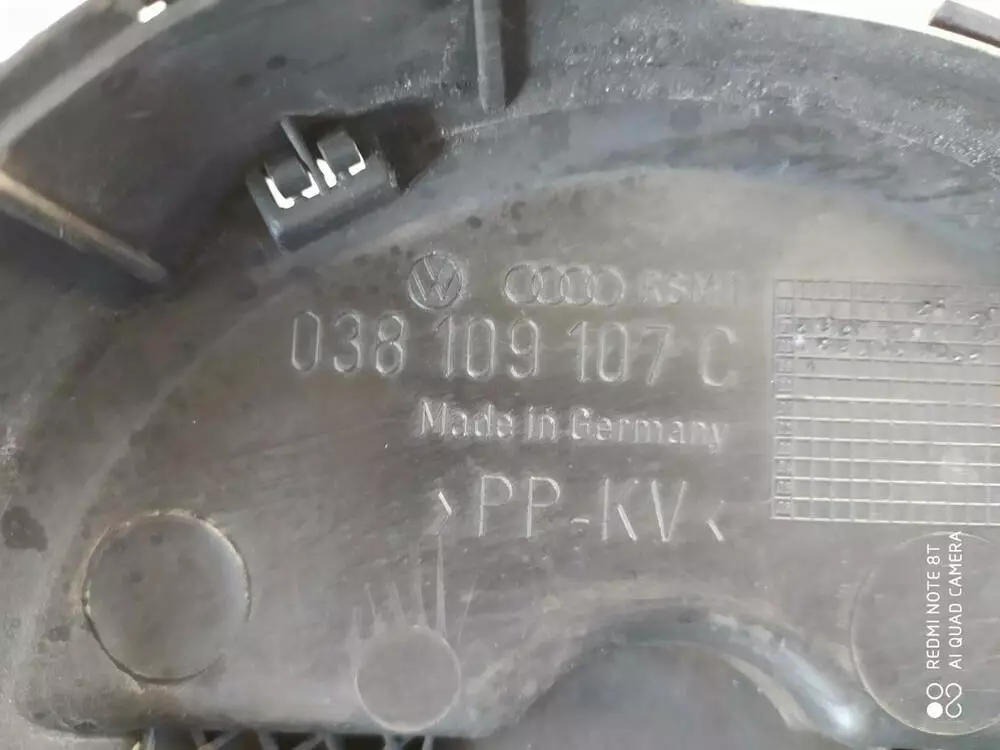 038 109 107 C
Made in Germany
>PP-KV<
REDMI NOTE 8T
AI QUAD CAMERA